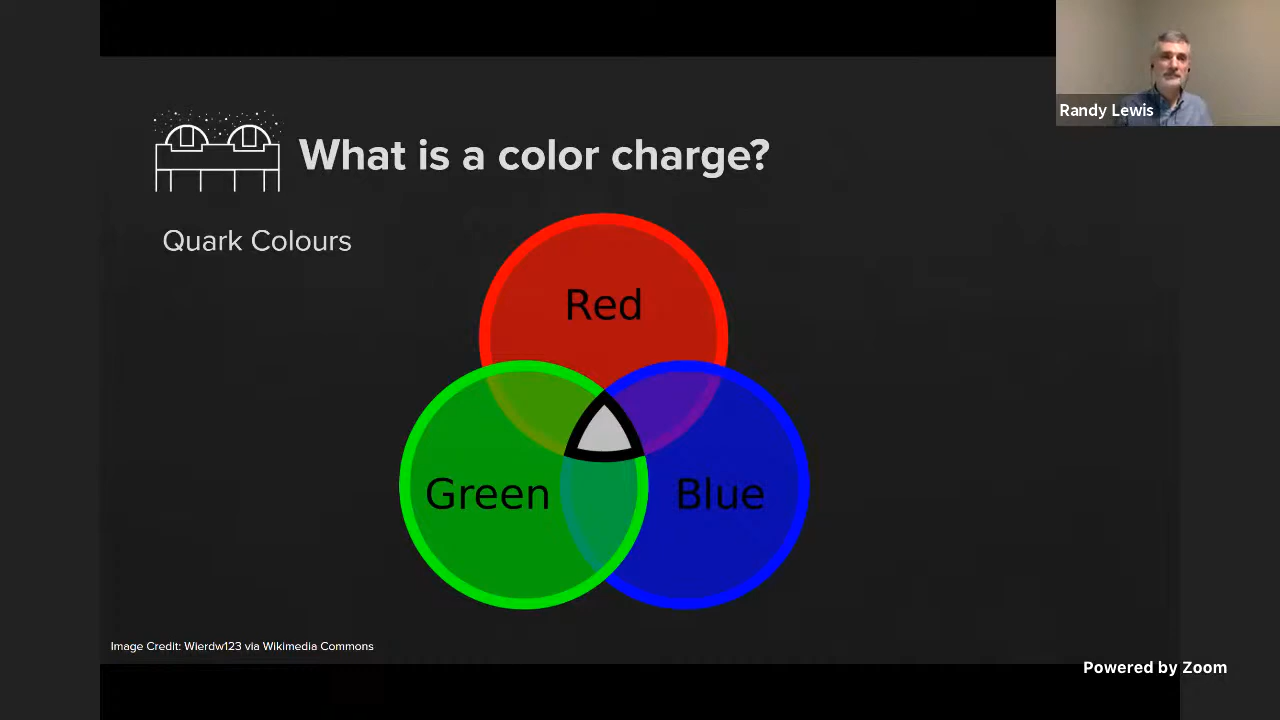 Randy Lewis
What is a color charge?
Quark Colours
Red
Green
Blue
Image Credit: Wierdw123 via Wikimedia Commons
Powered by Zoom